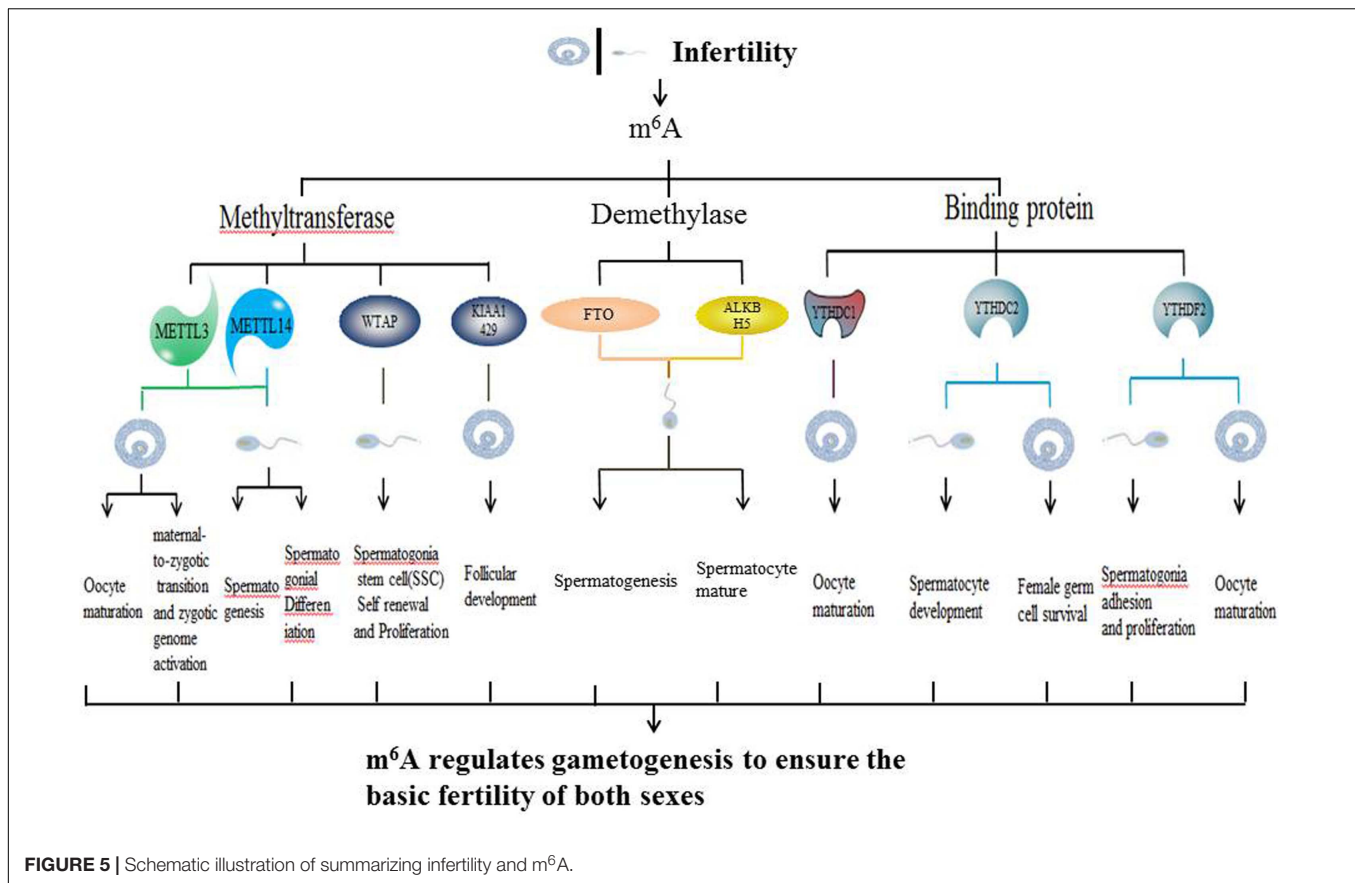 Infertility
m⁶A
Methyltransferase
Demethylase
Binding protein
METTL3
METTL14
WTAP
KIAA1
429
FTO
ALKB
H5
YTHDC1
YTHDC2
YTHDF2
Oocyte
maturation
maternal-
to-zygotic
transition
and zygotic
genome
activation
Spermato
genesis
Spermato
gonial
Differen
iation
Spermatogonia
stem cell(SSC)
Self renewal
and Proliferation
Follicular
development
Spermatogenesis
Spermatocyte
mature
Oocyte
maturation
Spermatocyte
development
Female germ
cell survival
Spermatogonia
adhesion
and proliferation
Oocyte
maturation
m⁶A regulates gametogenesis to ensure the
basic fertility of both sexes
FIGURE 5 | Schematic illustration of summarizing infertility and m⁶A.